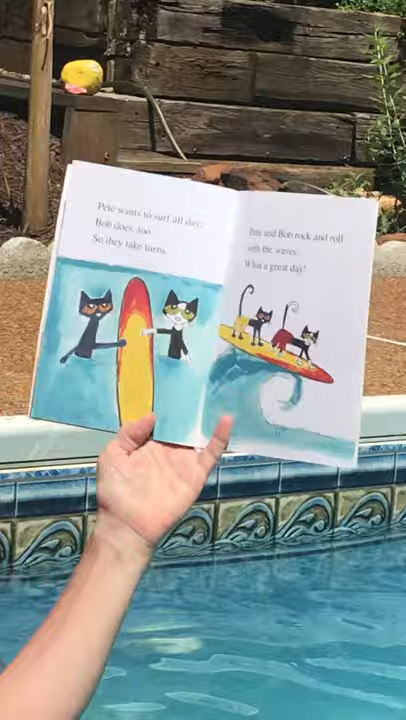 Pete wants to surf all day.
Bob does, too.
So they take turns.
Pete and Bob rock and roll
with the waves.
What a great day!